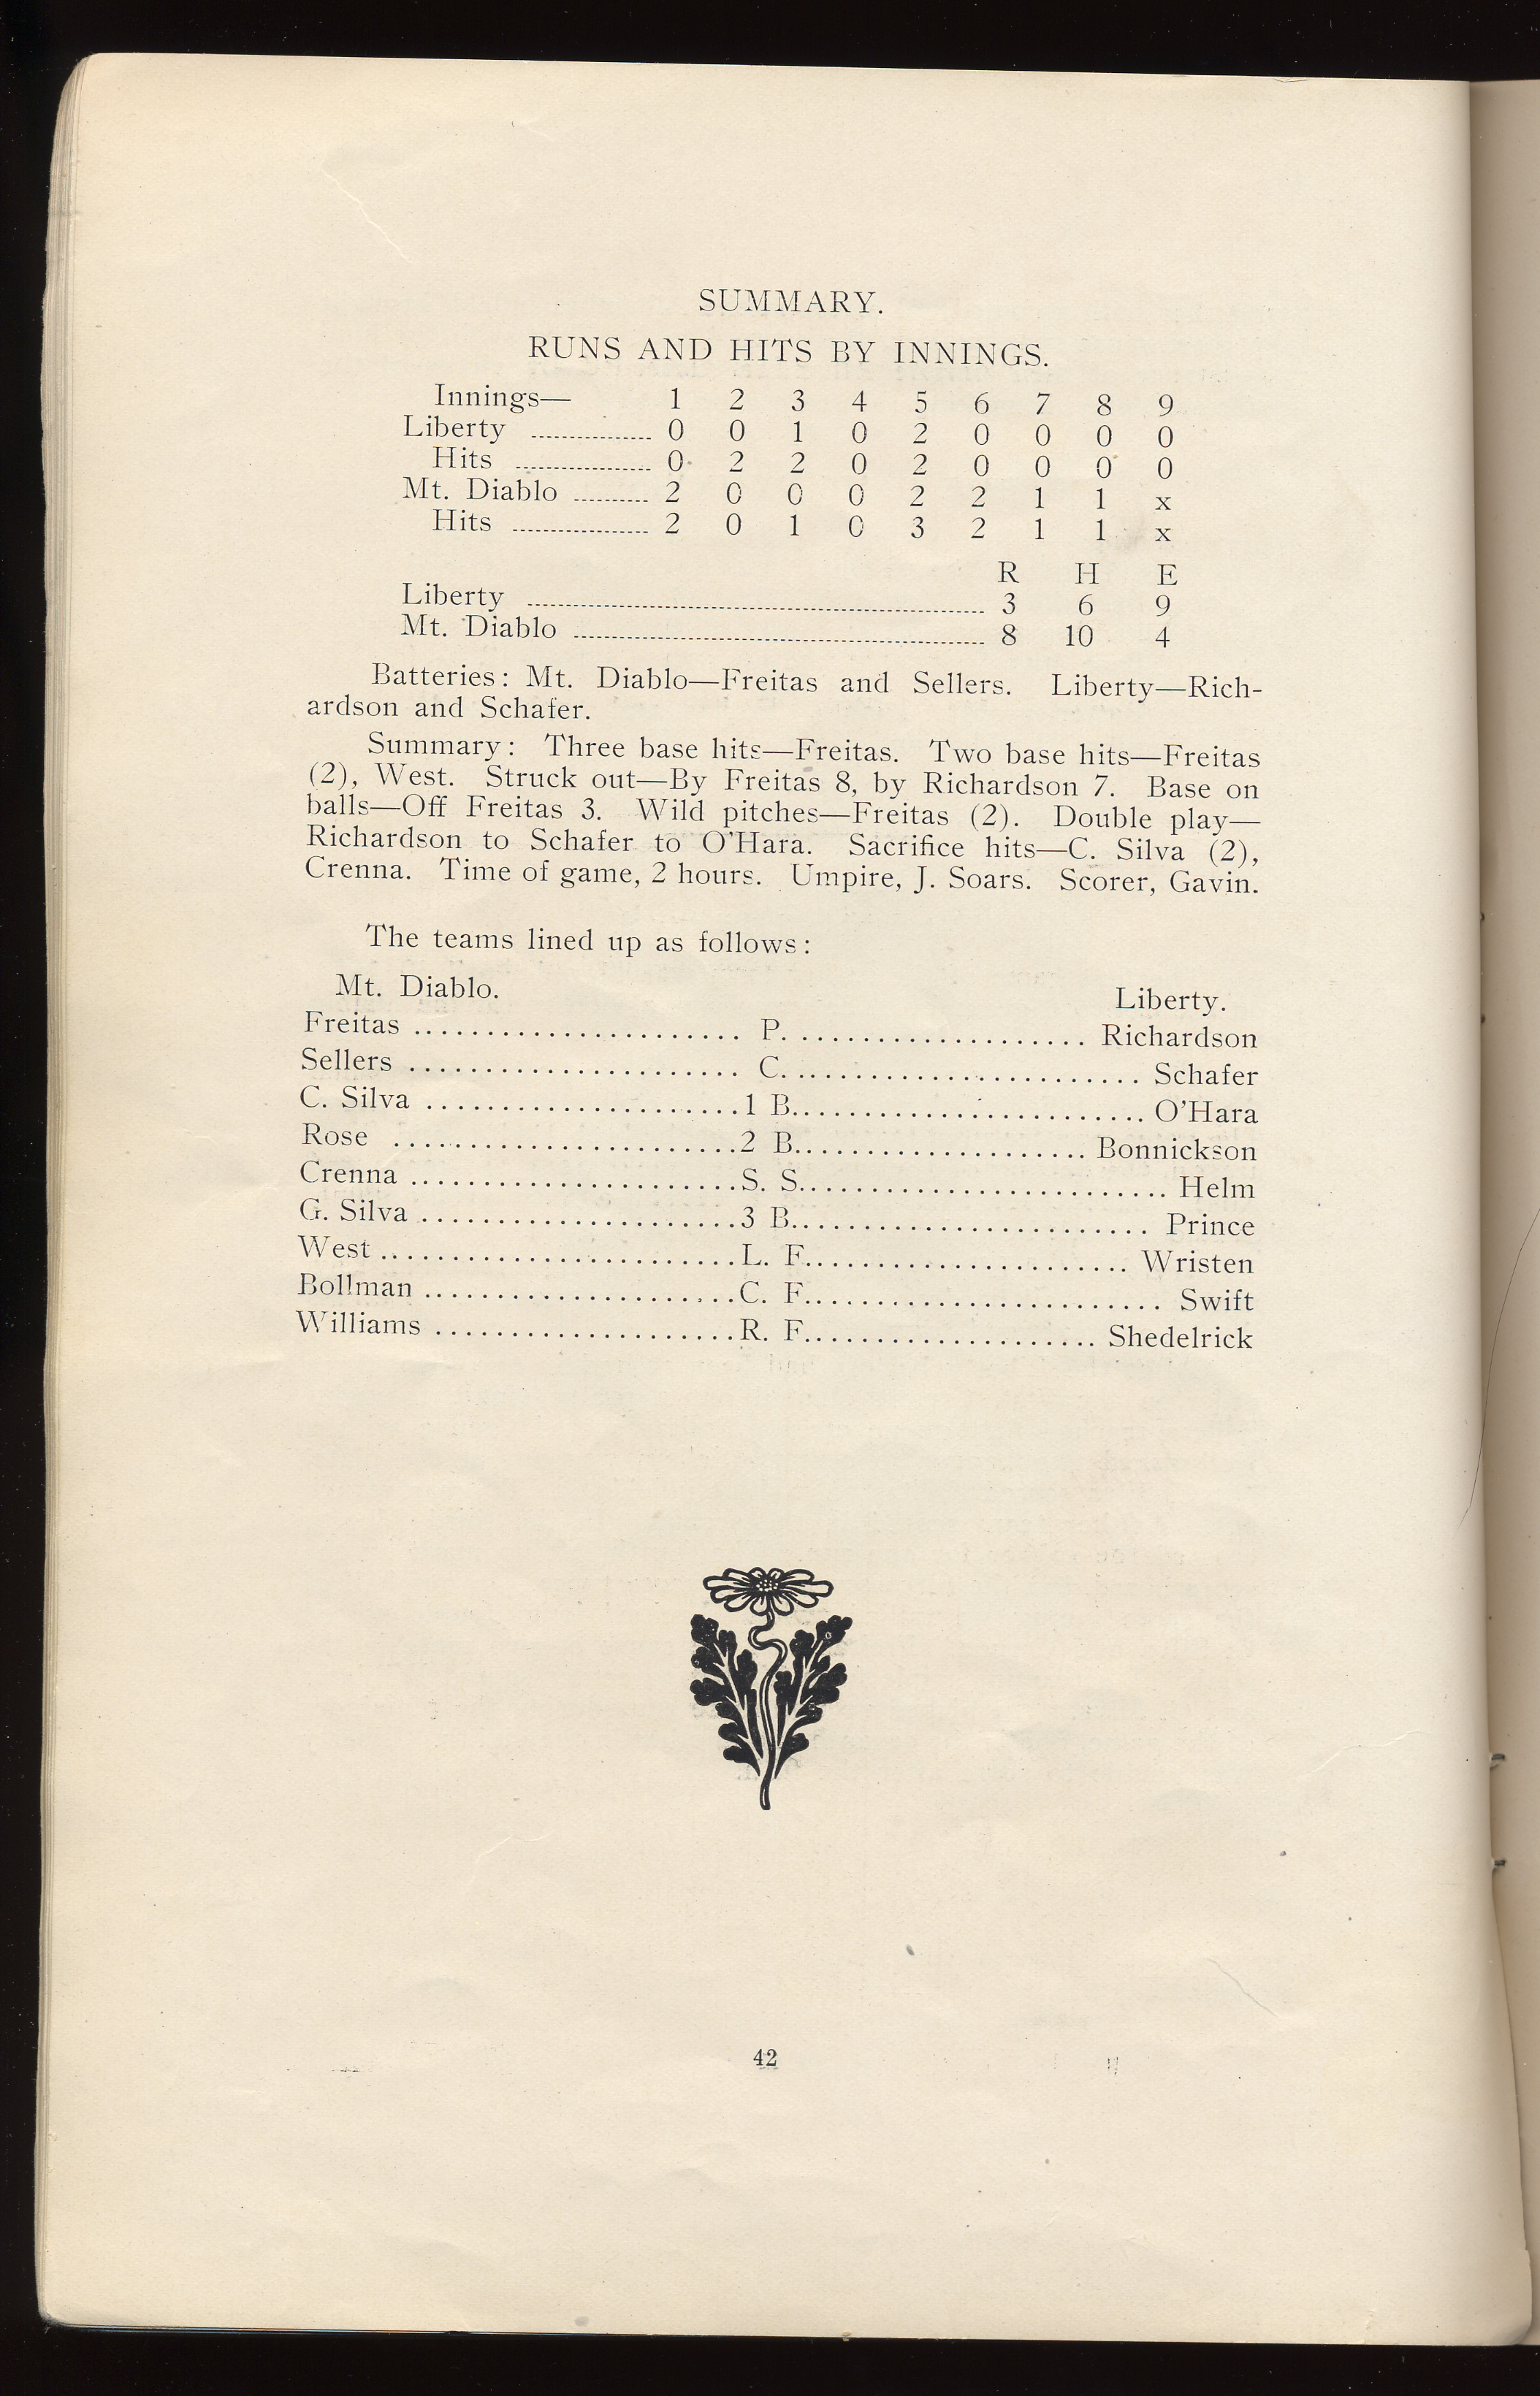 SUMMARY.
RUNS AND HITS BY INNINGS.
Innings— 1 2 3 4 5 6 7 8 9
Liberty ................. 0 0 1 0 2 0 0 0 0
Hits ................... 0 2 2 0 2 0 0 0 0
Mt. Diablo .......... 2 0 0 0 2 2 1 1 x
Hits ................... 2 0 1 0 3 2 1 1 x
R H E
Liberty ................................................................ 3 6 9
Mt. Diablo ......................................................... 8 10 4
Batteries: Mt. Diablo—Freitas and Sellers. Liberty—Rich-
ardson and Schafer.
Summary: Three base hits—Freitas. Two base hits—Freitas
(2), West. Struck out—By Freitas 8, by Richardson 7. Base on
balls—Off Freitas 3. Wild pitches—Freitas (2). Double play—
Richardson to Schafer to O'Hara. Sacrifice hits—C. Silva (2),
Crenna. Time of game, 2 hours. Umpire, J. Soars. Scorer, Gavin.
The teams lined up as follows:
Mt. Diablo. Liberty.
Freitas ........................ P. ..................... Richardson
Sellers ........................ C. ......................... Schafer
C. Silva .......................1 B.......................... O'Hara
Rose .........................2 B...................... Bonnickson
Crenna ........................S. S........................... Helm
G. Silva .......................3 B.......................... Prince
West ..........................L. F........................ Wristen
Bollman .......................C. F.......................... Swift
Williams ......................R. F...................... Shedelrick
42